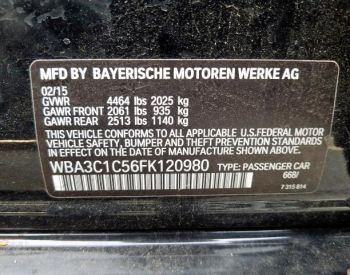 MFD BY BAYERISCHE MOTOREN WERKE AG
02/15
GVWR 4464 lbs 2025 kg
GAWR FRONT 2061 lbs 935 kg
GAWR REAR 2513 lbs 1140 kg
THIS VEHICLE CONFORMS TO ALL APPLICABLE U.S.FEDERAL MOTOR
VEHICLE SAFETY, BUMPER AND THEFT PREVENTION STANDARDS
IN EFFECT ON THE DATE OF MANUFACTURE SHOWN ABOVE.
WBA3C1C56FK120980 TYPE: PASSENGER CAR
668/
7 315 814